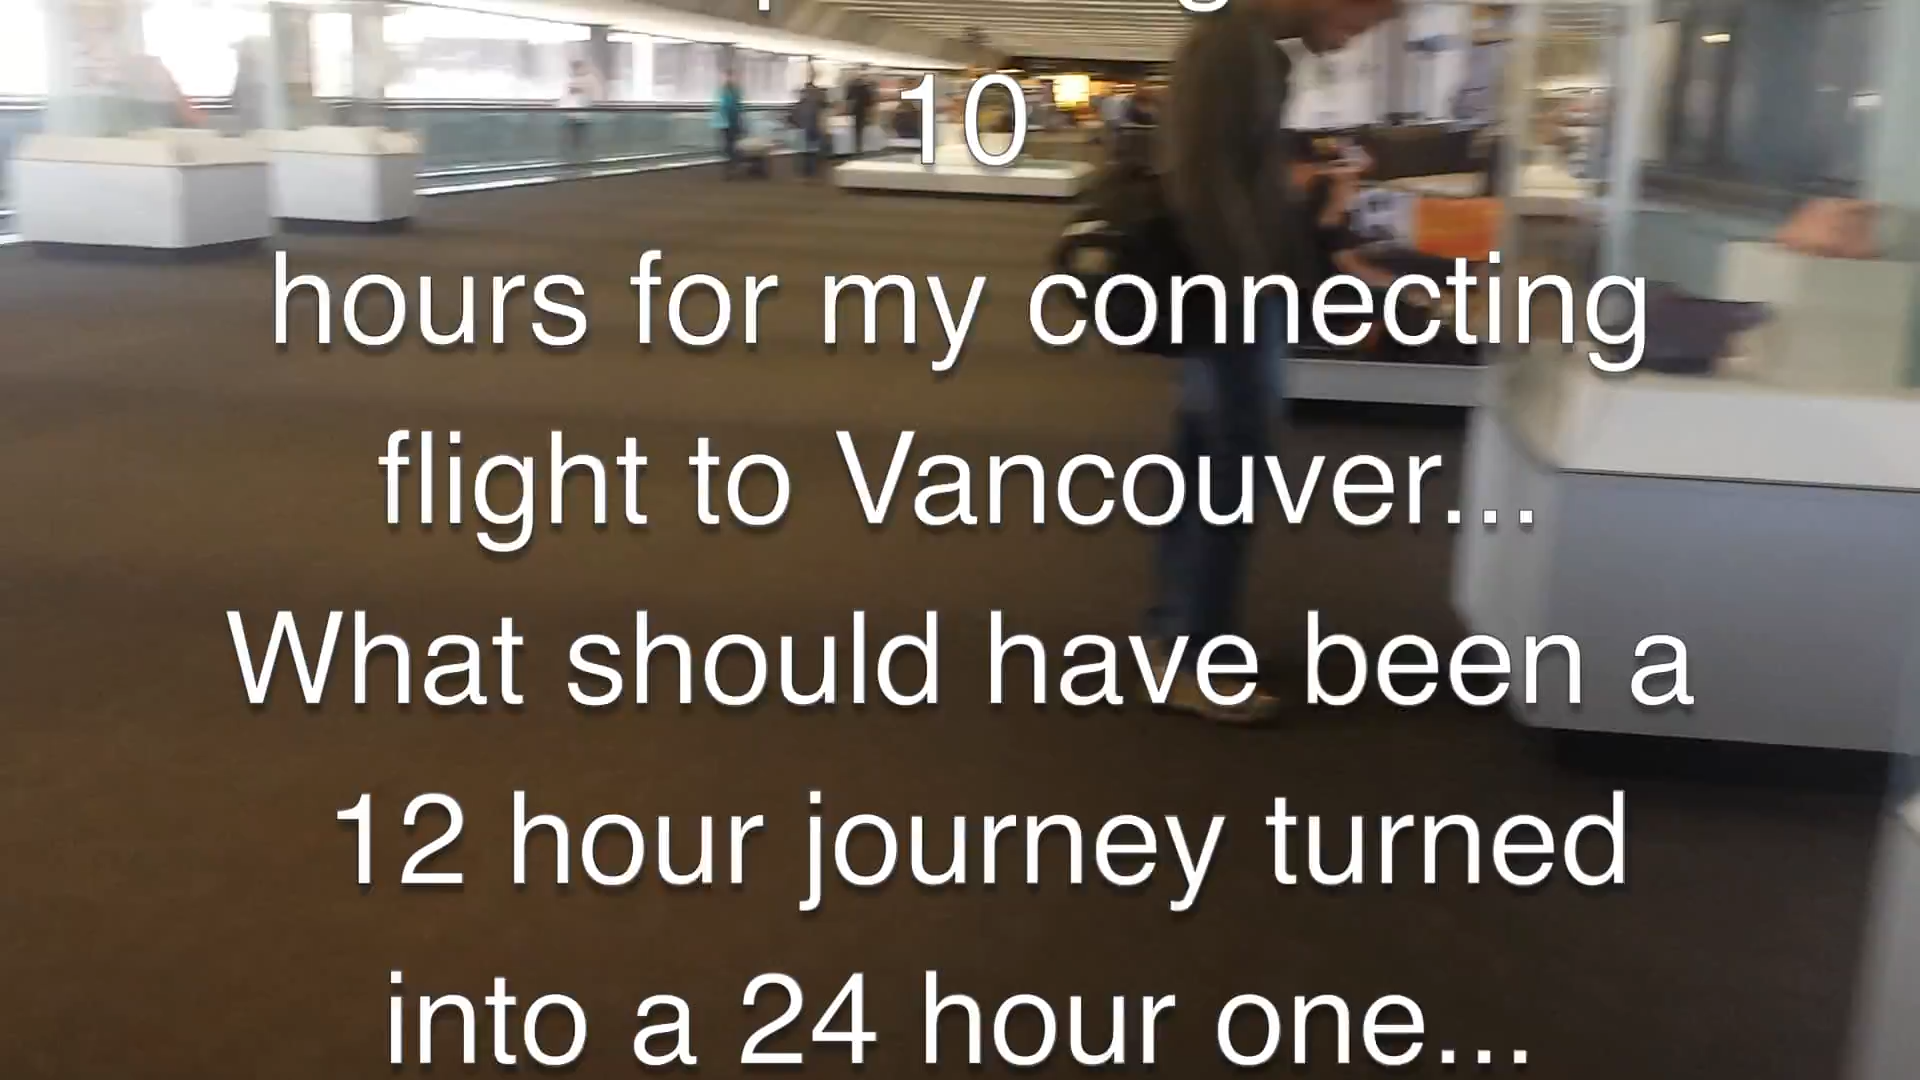 10
hours for my connecting
flight to Vancouver...
What should have been a
12 hour journey turned
into a 24 hour one...